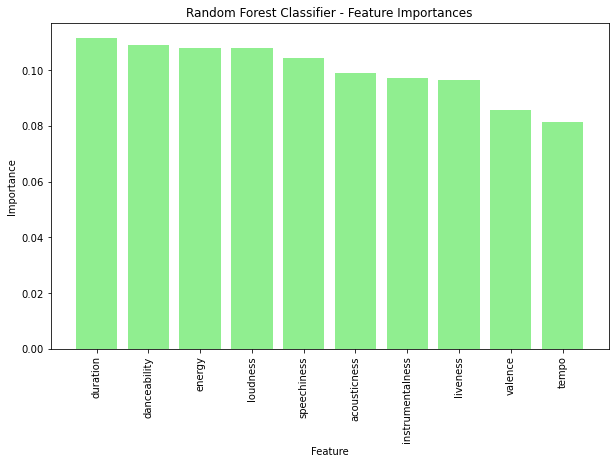 Random Forest Classifier - Feature Importances
Importance
0.10
0.08
0.06
0.04
0.02
0.00
duration
danceability
energy
loudness
speechiness
acousticness
instrumentalness
liveness
valence
tempo
Feature